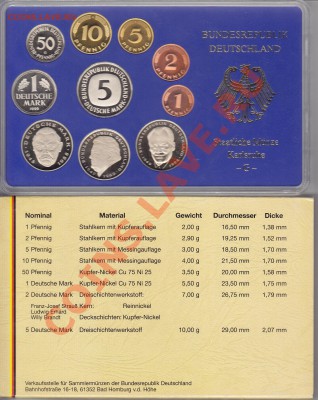 BUNDESREPUBLIK
DEUTSCHLAND
Staatliche Münze
Karlsruhe
- G -
50
PFENNIG
10
PFENNIG
5
PFENNIG
2
PFENNIG
1
PFENNIG
1
DEUTSCHE
MARK
BUNDESREPUBLIK DEUTSCHLAND
5
DEUTSCHE MARK
Nominal Material Gewicht Durchmesser Dicke
1 Pfennig Stahlkern mit Kupferauflage 2,00 g 16,50 mm 1,38 mm
2 Pfennig Stahlkern mit Kupferauflage 2,90 g 19,25 mm 1,52 mm
5 Pfennig Stahlkern mit Messingauflage 3,00 g 18,50 mm 1,70 mm
10 Pfennig Stahlkern mit Messingauflage 4,00 g 21,50 mm 1,70 mm
50 Pfennig Kupfer-Nickel Cu 75 Ni 25 3,50 g 20,00 mm 1,58 mm
1 Deutsche Mark Kupfer-Nickel Cu 75 Ni 25 5,50 g 23,50 mm 1,75 mm
2 Deutsche Mark Dreischichtenwerkstoff: 7,00 g 26,75 mm 1,79 mm
Franz-Josef Strauß Kern: Reinnickel
Ludwig Erhard
Willy Brandt Deckschichten: Kupfer-Nickel
5 Deutsche Mark Dreischichtenwerkstoff 10,00 g 29,00 mm 2,07 mm
Verkaufsstelle für Sammlermünzen der Bundesrepublik Deutschland
Bahnhofstraße 16-18, 61352 Bad Homburg v.d. Höhe